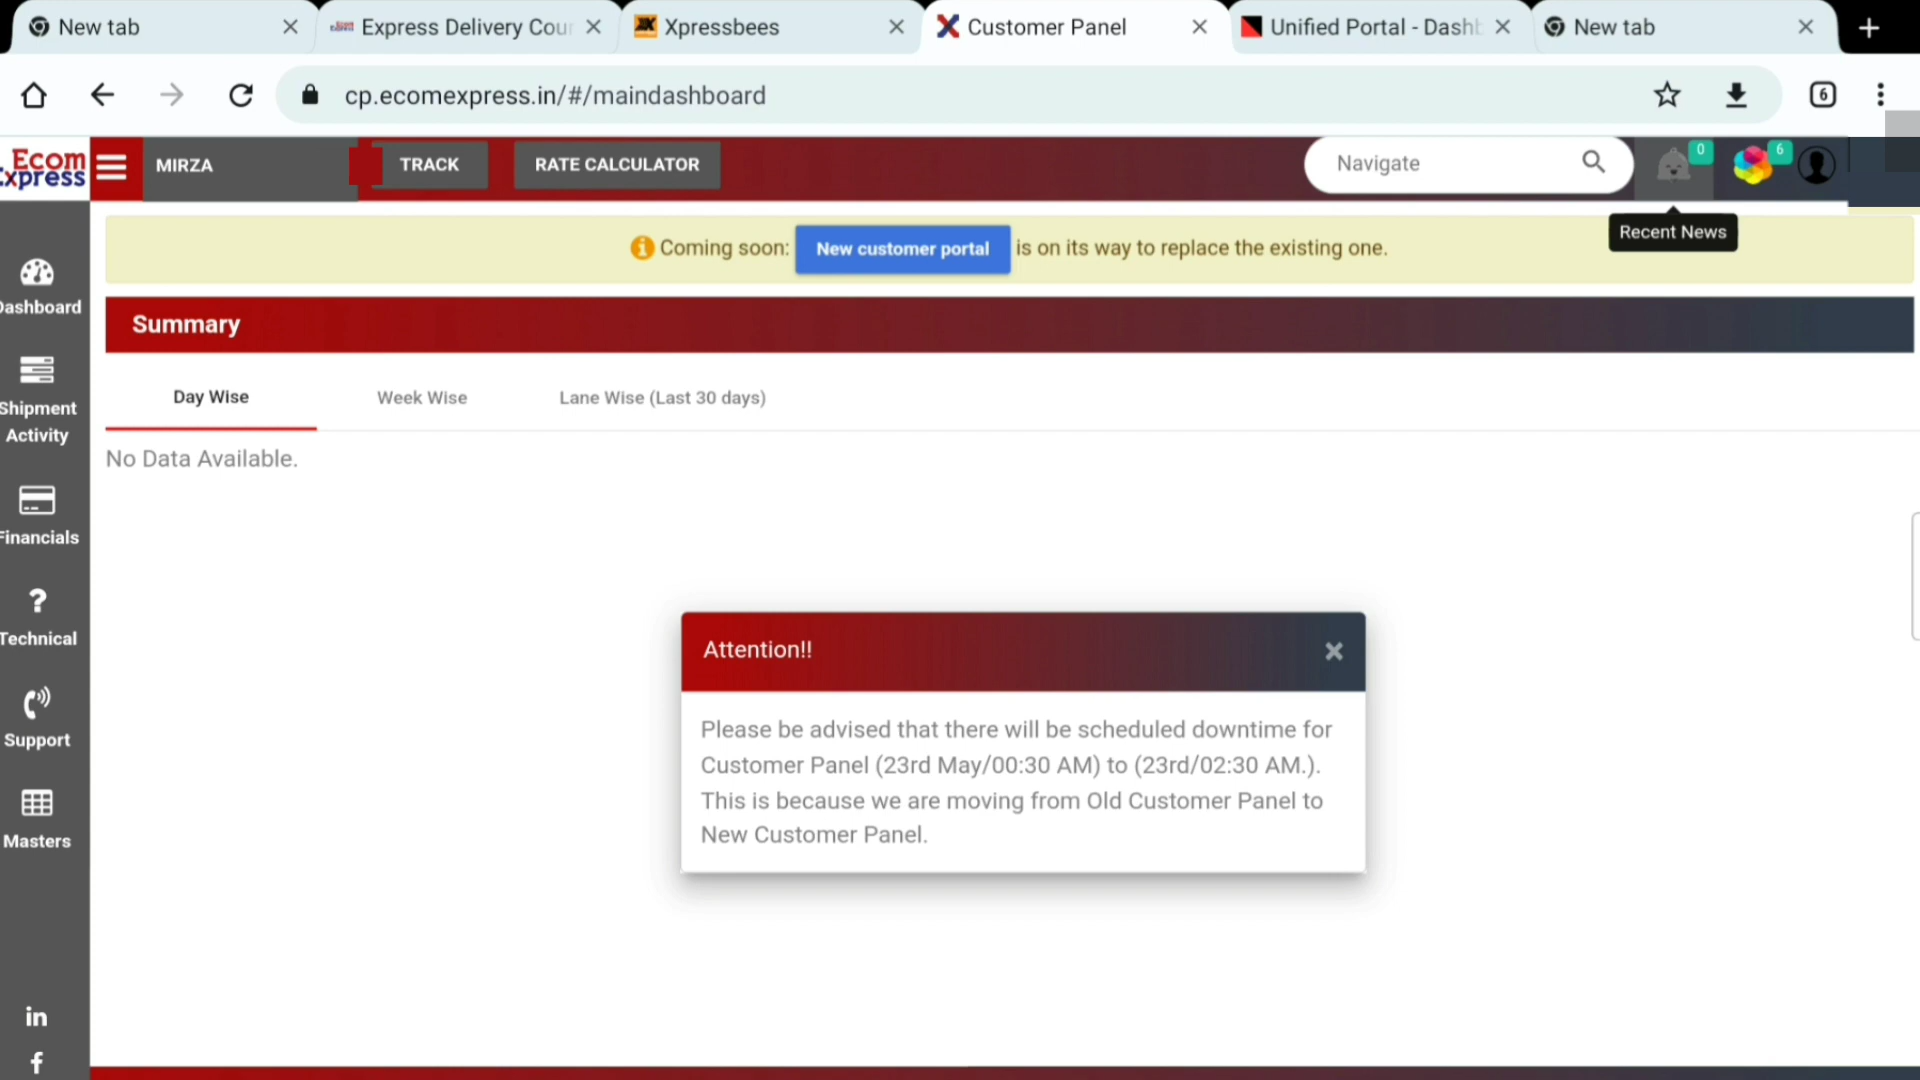 New tab
Express Delivery Cour
Xpressbees
Customer Panel
Unified Portal - Dash
New tab
cp.ecomexpress.in/#/maindashboard
6
Ecom
Express
MIRZA
TRACK
RATE CALCULATOR
Navigate
0
6
Recent News
Coming soon: New customer portal is on its way to replace the existing one.
Summary
Dashboard
Shipment
Activity
Financials
Technical
Support
Masters
Day Wise
Week Wise
Lane Wise (Last 30 days)
No Data Available.
Attention!!
Please be advised that there will be scheduled downtime for
Customer Panel (23rd May/00:30 AM) to (23rd/02:30 AM.).
This is because we are moving from Old Customer Panel to
New Customer Panel.
in
f